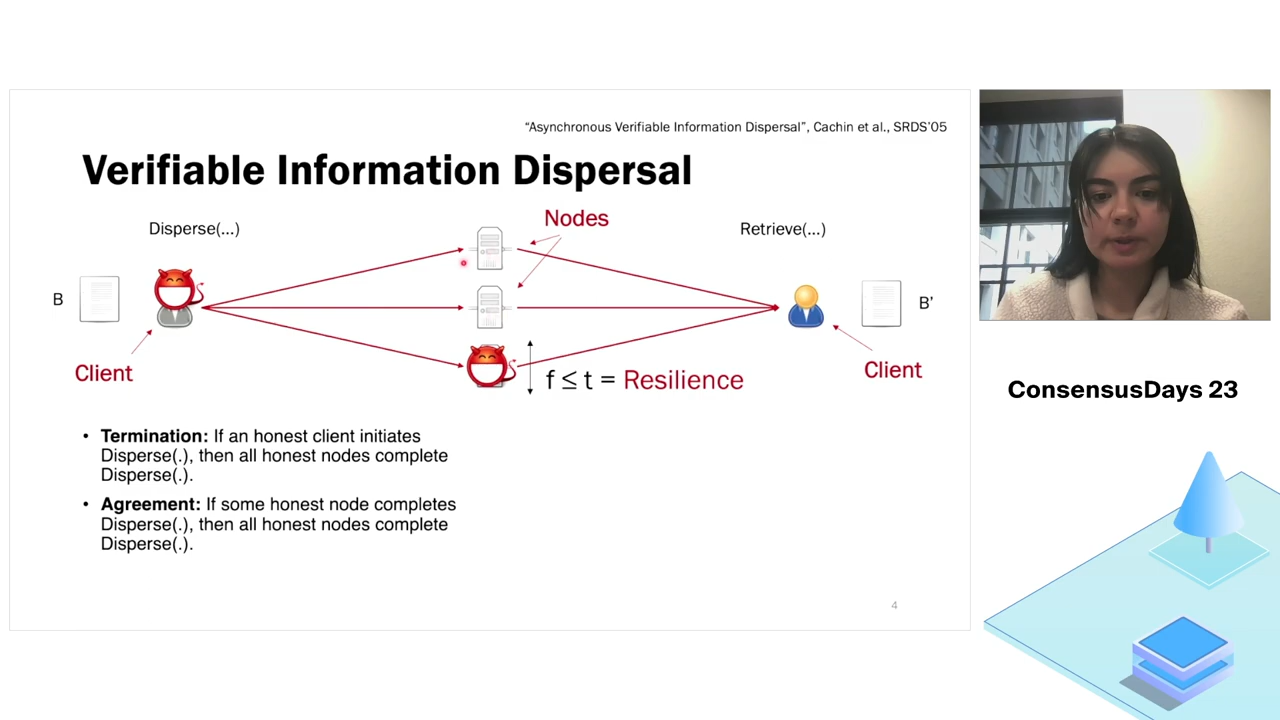 "Asynchronous Verifiable Information Dispersal", Cachin et al., SRDS'05
Verifiable Information Dispersal
Disperse(...)
Nodes
Retrieve(...)
B
B'
Client
f ≤ t = Resilience
Client
• Termination: If an honest client initiates
Disperse(.), then all honest nodes complete
Disperse(.).
• Agreement: If some honest node completes
Disperse(.), then all honest nodes complete
Disperse(.).
4
ConsensusDays 23